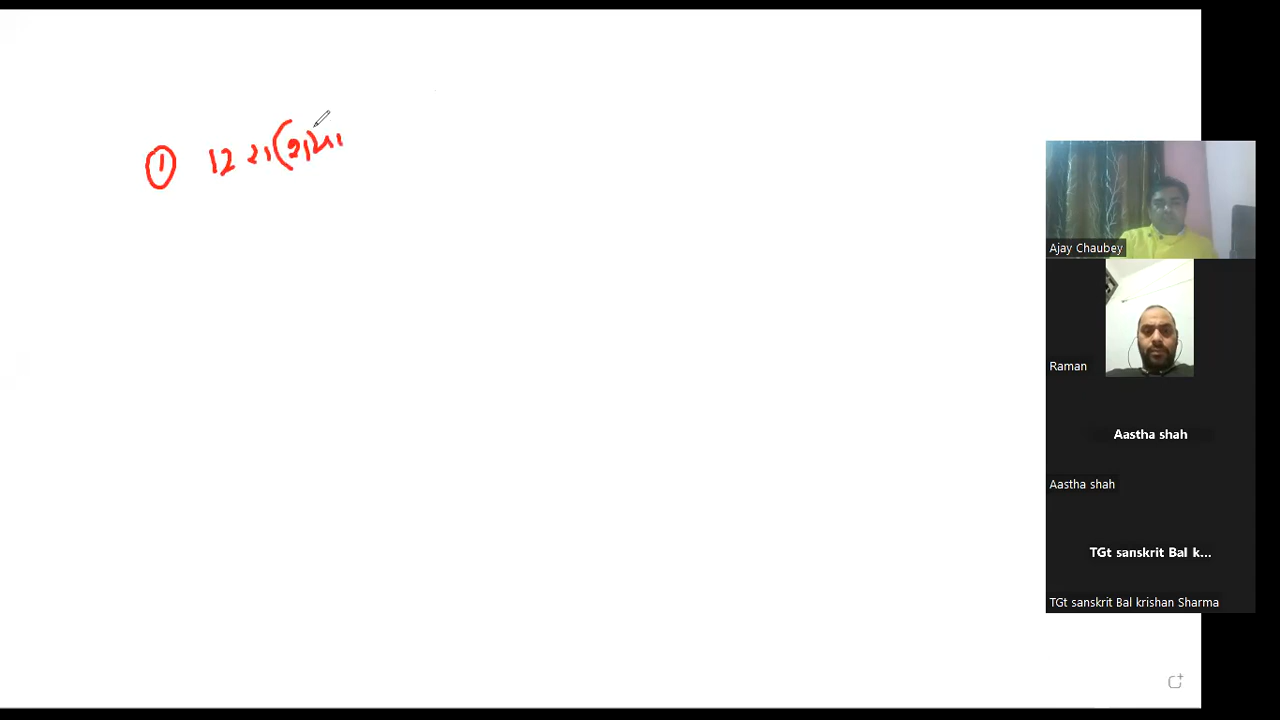 ① 12
Ajay Chaubey
Raman
Aastha shah
Aastha shah
TGt sanskrit Bal k...
TGt sanskrit Bal krishan Sharma